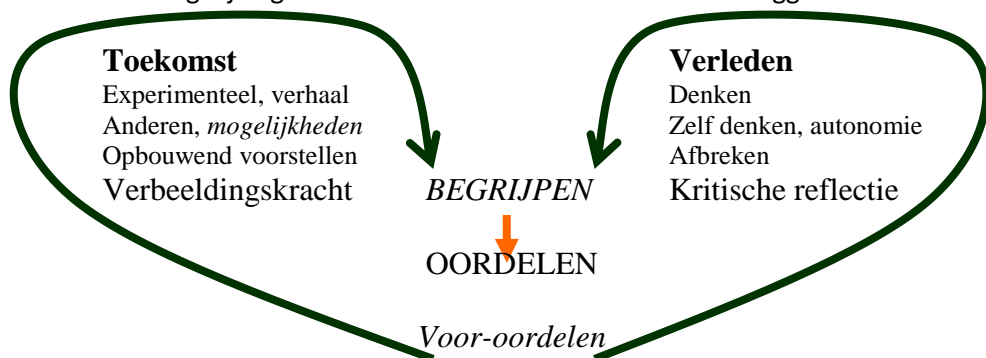 Toekomst
Experimenteel, verhaal
Anderen, mogelijkheden
Opbouwend voorstellen
Verbeeldingskracht
Verleden
Denken
Zelf denken, autonomie
Afbreken
Kritische reflectie
BEGRIJPEN
OORDELEN
Voor-oordelen